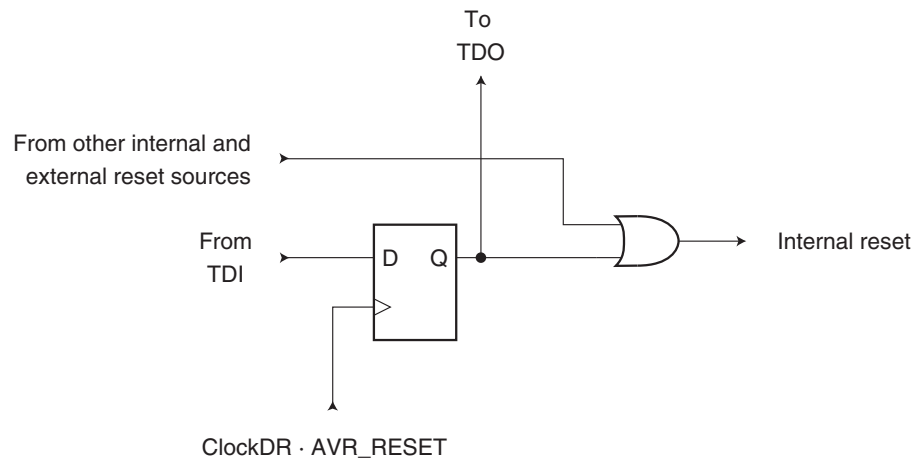 To
TDO
From other internal and
external reset sources
From
TDI
D Q
Internal reset
ClockDR · AVR_RESET